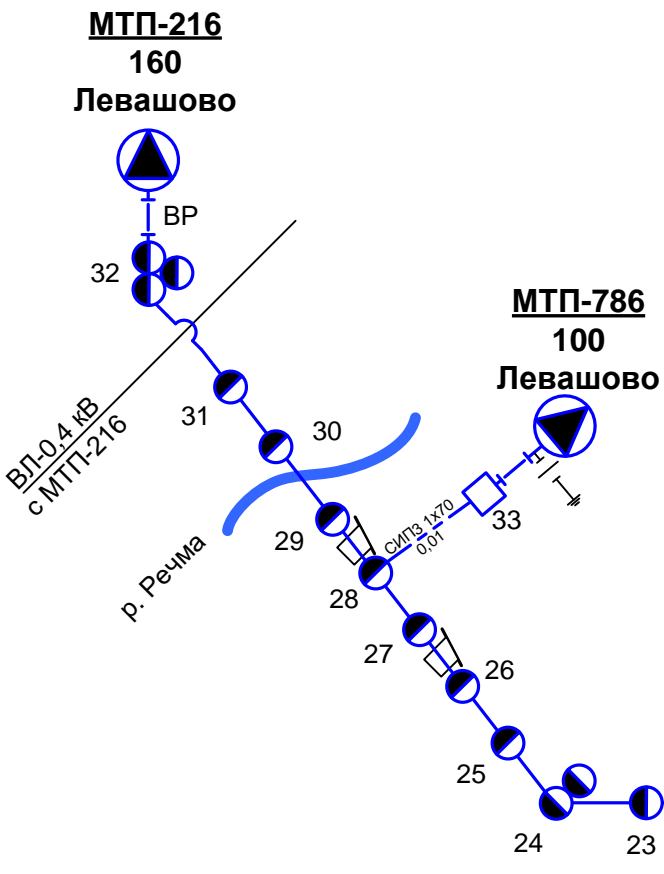 МТП-216
160
Левашово
ВР
32
МТП-786
100
Левашово
31
30
ВЛ-0,4 кВ
с МТП-216
29
33
СИП3 1х70
0,01
р. Речма
28
27
26
25
24
23